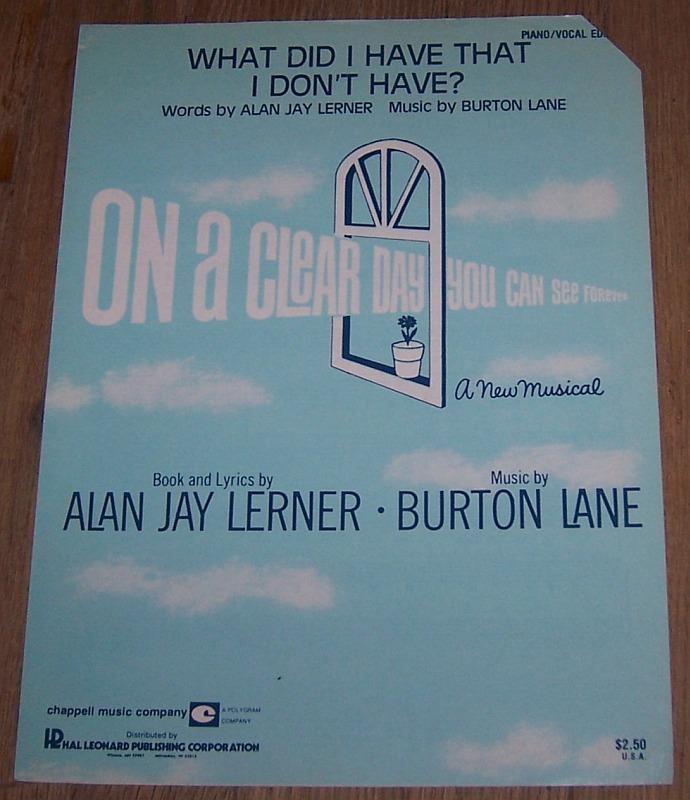 PIANO/VOCAL
WHAT DID I HAVE THAT
I DON'T HAVE?
Words by ALAN JAY LERNER Music by BURTON LANE
ON a CLEAR DAY YOU CAN See FOREVER
A New Musical
Book and Lyrics by
Music by
ALAN JAY LERNER · BURTON LANE
chappell music company
A POLYGRAM
COMPANY
Distributed by
HAL LEONARD PUBLISHING CORPORATION
$2.50
U.S.A.